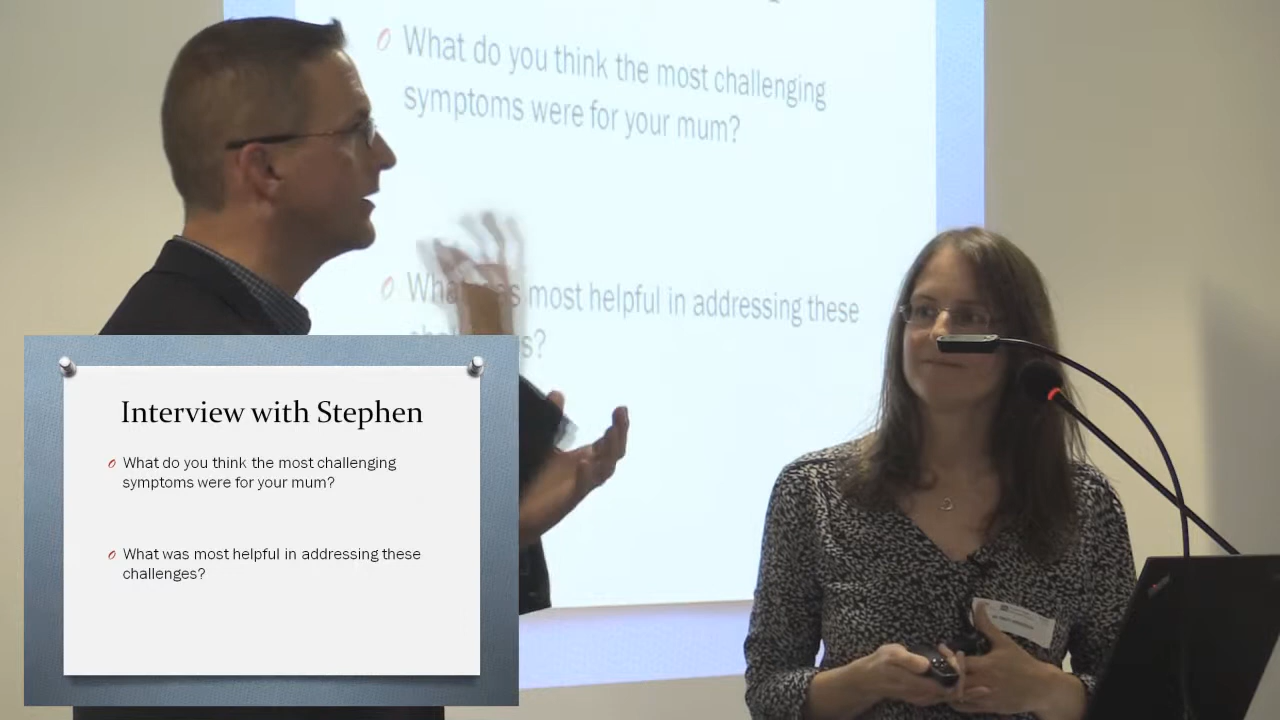 What do you think the most challenging
symptoms were for your mum?
most helpful in addressing these
Interview with Stephen
What do you think the most challenging
symptoms were for your mum?
What was most helpful in addressing these
challenges?